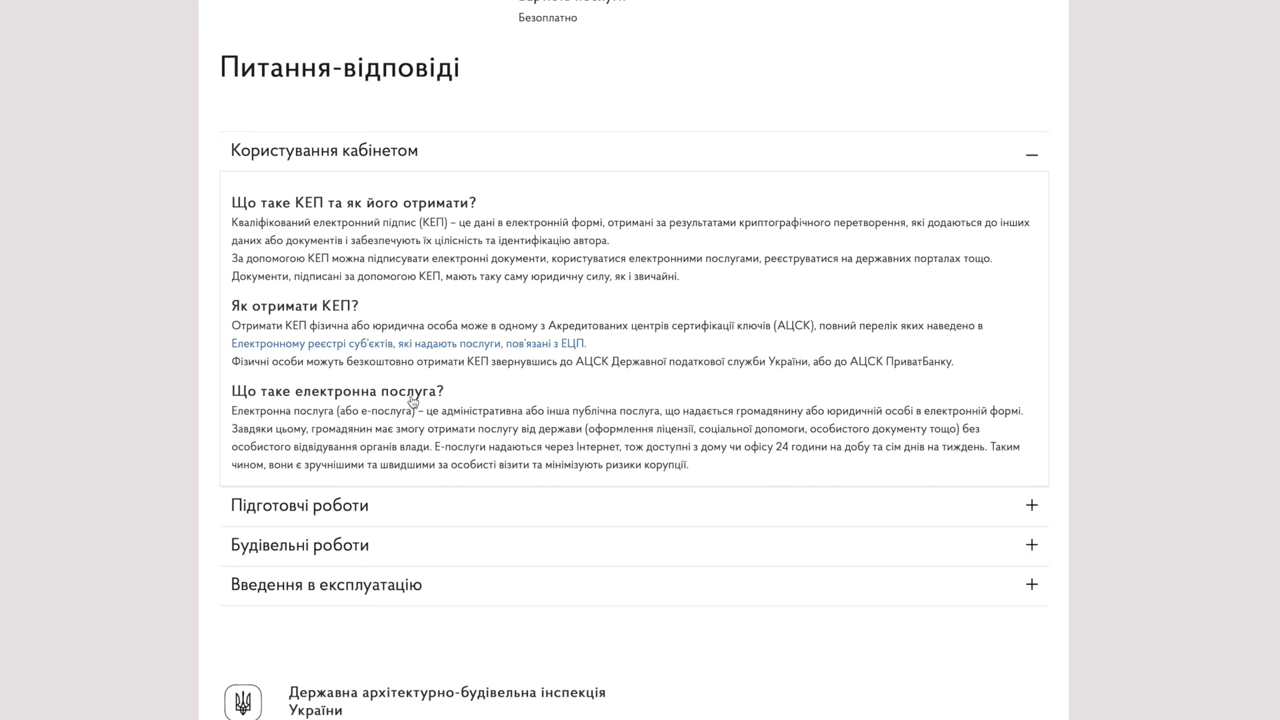 Безоплатно
Питання-відповіді
Користування кабінетом
Що таке КЕП та як його отримати?
Кваліфікований електронний підпис (КЕП) – це дані в електронній формі, отримані за результатами криптографічного перетворення, які додаються до інших
даних або документів і забезпечують їх цілісність та ідентифікацію автора.
За допомогою КЕП можна підписувати електронні документи, користуватися електронними послугами, реєструватися на державних порталах тощо.
Документи, підписані за допомогою КЕП, мають таку саму юридичну силу, як і звичайні.
Як отримати КЕП?
Отримати КЕП фізична або юридична особа може в одному з Акредитованих центрів сертифікації ключів (АЦСК), повний перелік яких наведено в
Електронному реєстрі суб'єктів, які надають послуги, пов'язані з ЕЦП.
Фізичні особи можуть безкоштовно отримати КЕП звернувшись до АЦСК Державної податкової служби України, або до АЦСК ПриватБанку.
Що таке електронна послуга?
Електронна послуга (або е-послуга) – це адміністративна або інша публічна послуга, що надається громадянину або юридичній особі в електронній формі.
Завдяки цьому, громадянин має змогу отримати послугу від держави (оформлення ліцензії, соціальної допомоги, особистого документу тощо) без
особистого відвідування органів влади. Е-послуги надаються через Інтернет, тож доступні з дому чи офісу 24 години на добу та сім днів на тиждень. Таким
чином, вони є зручнішими та швидшими за особисті візити та мінімізують ризики корупції.
Підготовчі роботи
Будівельні роботи
Введення в експлуатацію
Державна архітектурно-будівельна інспекція
України